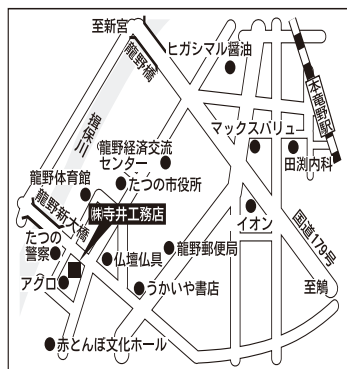 至新宮
龍野橋
ヒガシマル醤油
本竜野駅
揖保川
マックスバリュー
龍野経済交流
センター
田渕内科
龍野体育館
たつの市役所
龍野新大橋
㈱寺井工務店
イオン
国道179号
たつの
警察
龍野郵便局
仏壇仏具
アグロ
うかいや書店
至鵤
赤とんぼ文化ホール